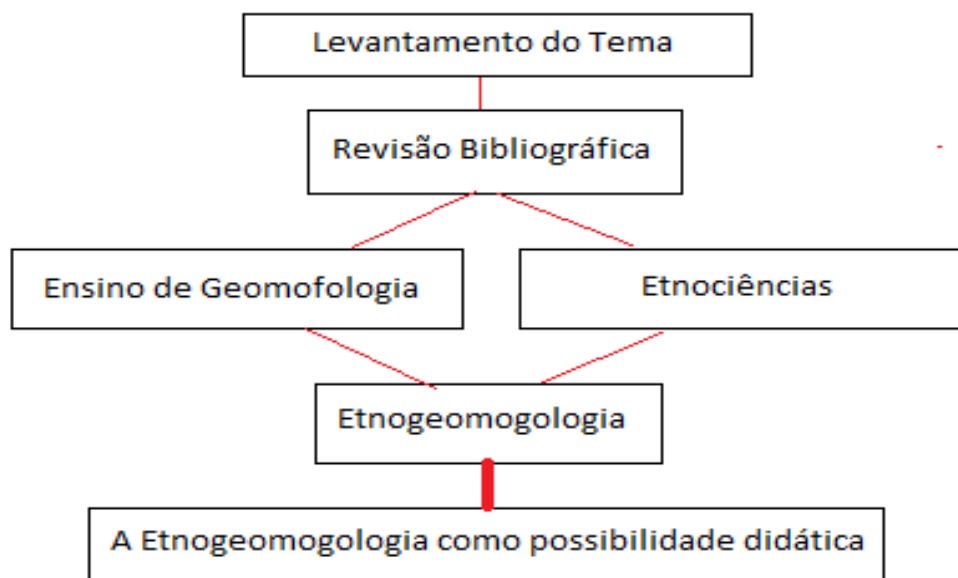 Levantamento do Tema
Revisão Bibliográfica
Ensino de Geomofologia
Etnociências
Etnogeomogologia
A Etnogeomogologia como possibilidade didática